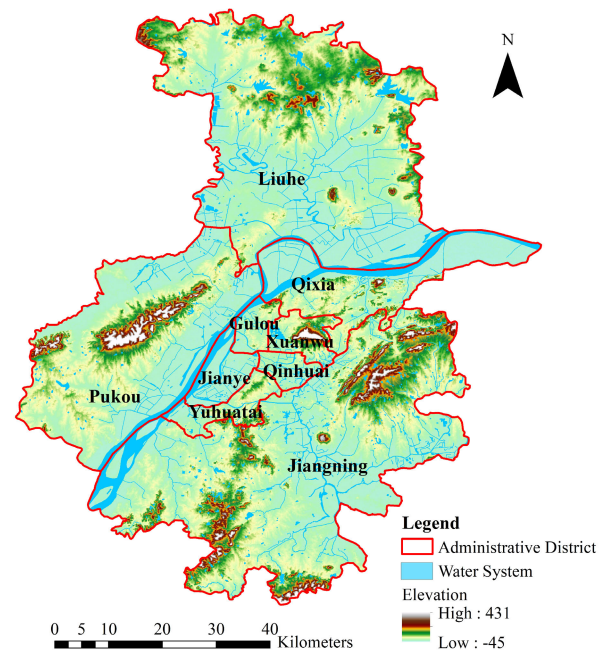 N
Liuhe
Qixia
Gulou
Xuanwu
Qinhuai
Jianye
Pukou
Yuhuatai
Jiangning
Legend
Administrative District
Water System
Elevation
High : 431
Low : -45
0 5 10 20 30 40
Kilometers